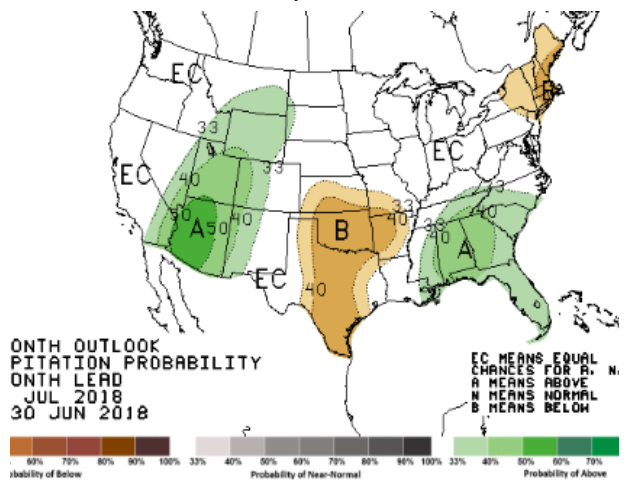 EC
33
33
EC
40
50
A
50
40
EC
B
33
40
40
33
40
A
33
40
EC
B
ONTH OUTLOOK
PITATION PROBABILITY
ONTH LEAD
JUL 2018
30 JUN 2018
EC MEANS EQUAL
CHANCES FOR A, N,
A MEANS ABOVE
N MEANS NORMAL
B MEANS BELOW
60% 70% 80% 90% 100% 33% 40% 50% 60% 70% 80% 90% 100% 33% 40% 50% 60% 70%
obability of Below Probability of Near-Normal Probability of Above